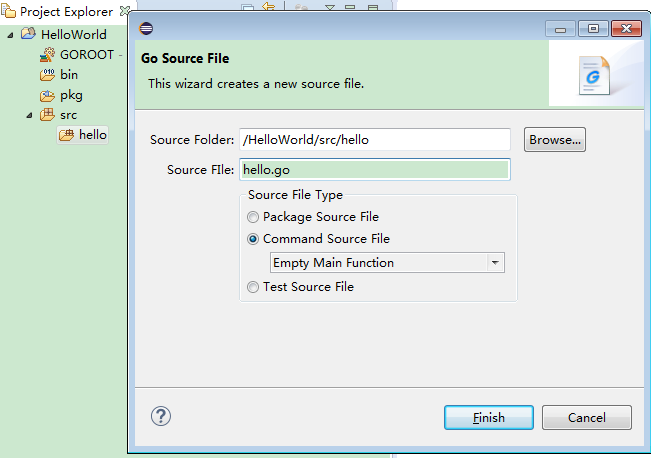 Project Explorer
HelloWorld
GOROOT -
bin
pkg
src
hello
Go Source File
This wizard creates a new source file.
Source Folder: /HelloWorld/src/hello Browse...
Source FIle: hello.go
Source File Type
Package Source File
Command Source File
Empty Main Function
Test Source File
Finish Cancel